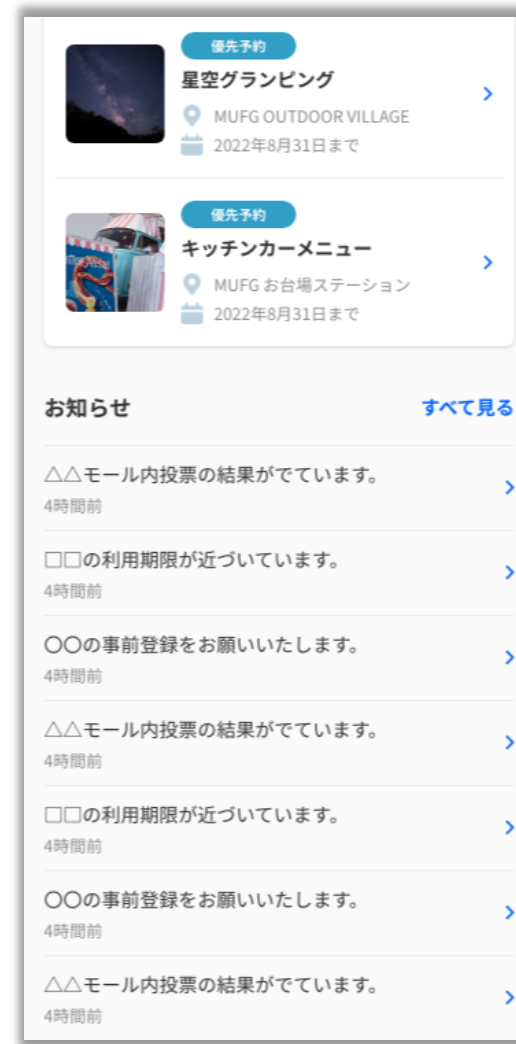 優先予約
星空グランピング
MUFG OUTDOOR VILLAGE
2022年8月31日まで
優先予約
キッチンカーメニュー
MUFG お台場ステーション
2022年8月31日まで
お知らせ
すべて見る
△△モール内投票の結果がでています。
4時間前
□□の利用期限が近づいています。
4時間前
〇〇の事前登録をお願いいたします。
4時間前
△△モール内投票の結果がでています。
4時間前
□□の利用期限が近づいています。
4時間前
〇〇の事前登録をお願いいたします。
4時間前
△△モール内投票の結果がでています。
4時間前